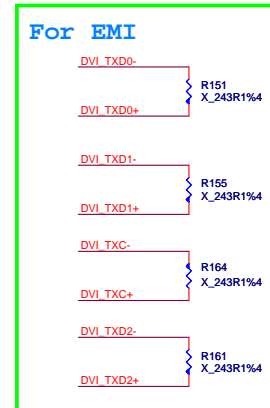 For EMI
DVI_TXD0-
R151
X_243R1%4
DVI_TXD0+
DVI_TXD1-
R155
X_243R1%4
DVI_TXD1+
DVI_TXC-
R164
X_243R1%4
DVI_TXC+
DVI_TXD2-
R161
X_243R1%4
DVI_TXD2+